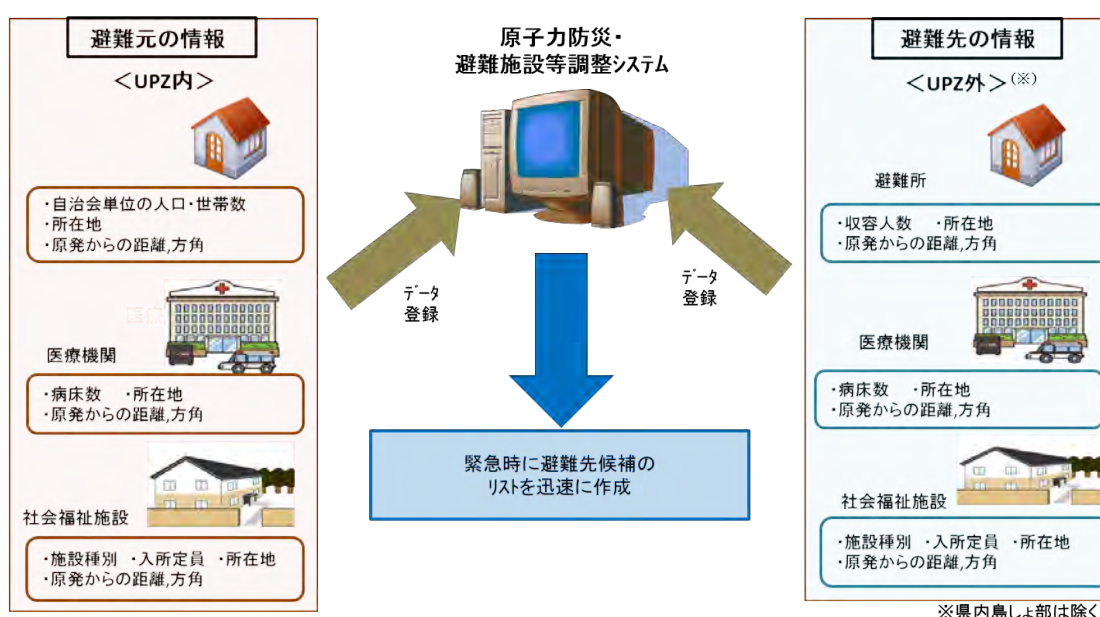 避難元の情報
＜UPZ内＞
・自治会単位の人口・世帯数
・所在地
・原発からの距離,方角
医療機関
・病床数　・所在地
・原発からの距離,方角
社会福祉施設
・施設種別　・入所定員　・所在地
・原発からの距離,方角
原子力防災・
避難施設等調整ｼｽﾃﾑ
ﾃﾞｰﾀ
登録
ﾃﾞｰﾀ
登録
緊急時に避難先候補の
ﾘｽﾄを迅速に作成
避難先の情報
＜UPZ外＞(※)
避難所
・収容人数　・所在地
・原発からの距離,方角
医療機関
・病床数　・所在地
・原発からの距離,方角
社会福祉施設
・施設種別　・入所定員　・所在地
・原発からの距離,方角
※県内島しょ部は除く